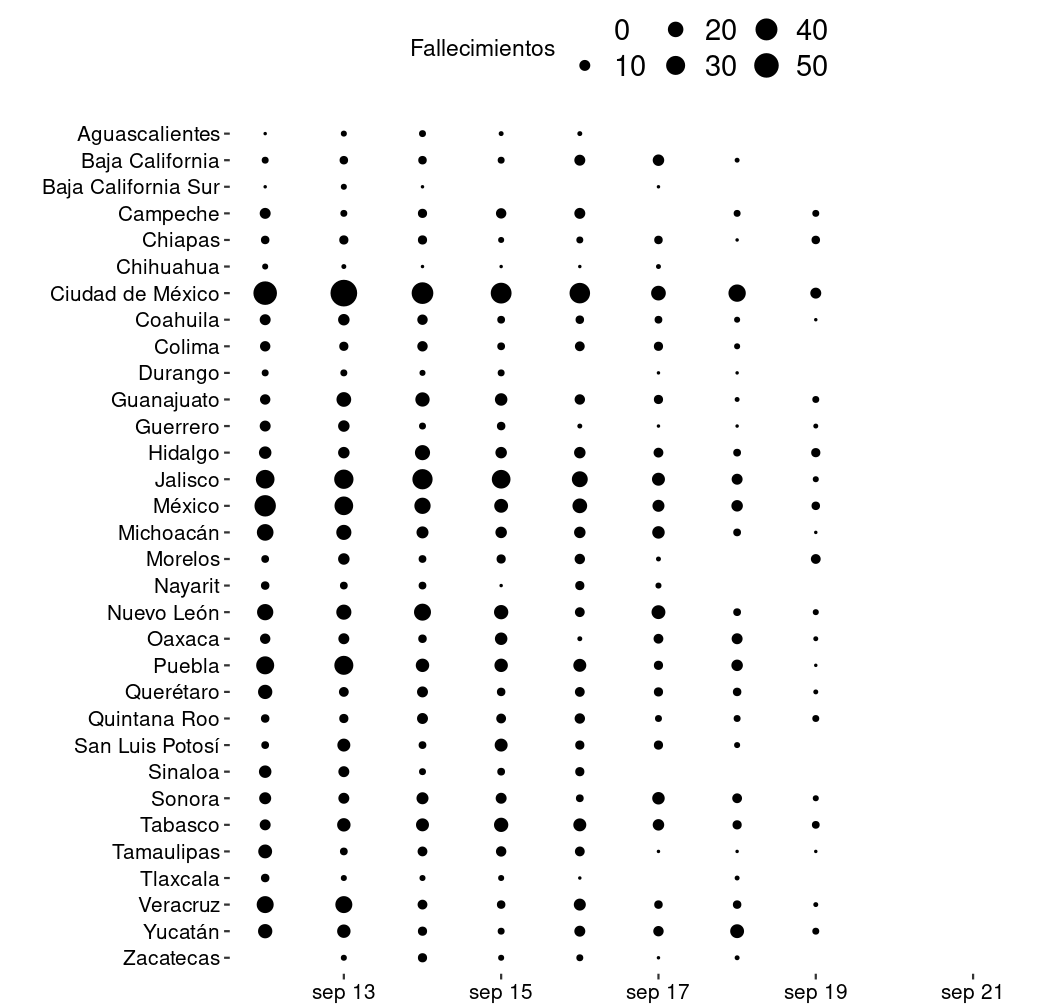 Fallecimientos
0 20 40
10 30 50
Aguascalientes
Baja California
Baja California Sur
Campeche
Chiapas
Chihuahua
Ciudad de México
Coahuila
Colima
Durango
Guanajuato
Guerrero
Hidalgo
Jalisco
México
Michoacán
Morelos
Nayarit
Nuevo León
Oaxaca
Puebla
Querétaro
Quintana Roo
San Luis Potosí
Sinaloa
Sonora
Tabasco
Tamaulipas
Tlaxcala
Veracruz
Yucatán
Zacatecas
sep 13 sep 15 sep 17 sep 19 sep 21